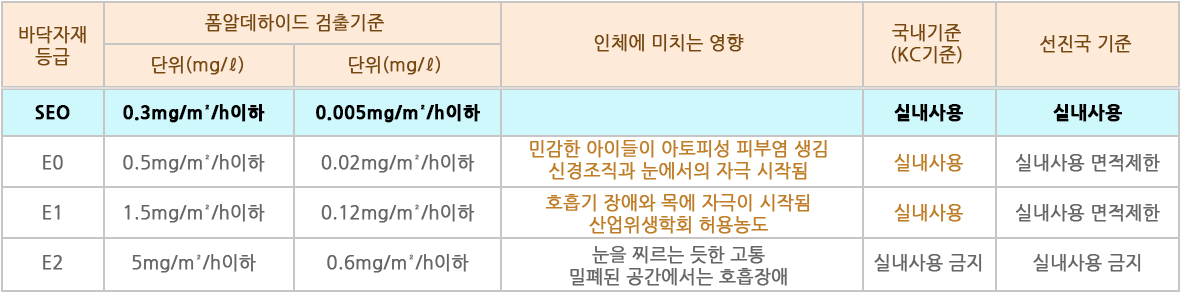 바닥자재
등급
폼알데하이드 검출기준
단위(mg/ℓ)
단위(mg/ℓ)
인체에 미치는 영향
국내기준
(KC기준)
선진국 기준
SEO
0.3mg/m²/h이하
0.005mg/m²/h이하
실내사용
실내사용
E0
0.5mg/m²/h이하
0.02mg/m²/h이하
민감한 아이들이 아토피성 피부염 생김
신경조직과 눈에서의 자극 시작됨
실내사용
실내사용 면적제한
E1
1.5mg/m²/h이하
0.12mg/m²/h이하
호흡기 장애와 목에 자극이 시작됨
산업위생학회 허용농도
실내사용
실내사용 면적제한
E2
5mg/m²/h이하
0.6mg/m²/h이하
눈을 찌르는 듯한 고통
밀폐된 공간에서는 호흡장애
실내사용 금지
실내사용 금지